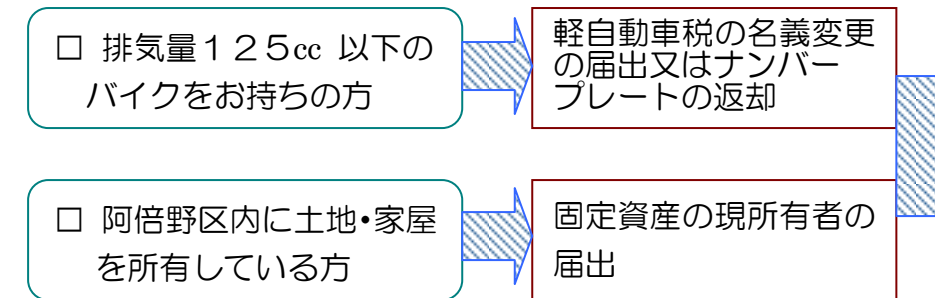 □ 排気量１２５cc 以下の
バイクをお持ちの方
軽自動車税の名義変更
の届出又はナンバー
プレートの返却
□ 阿倍野区内に土地・家屋
を所有している方
固定資産の現所有者の
届出